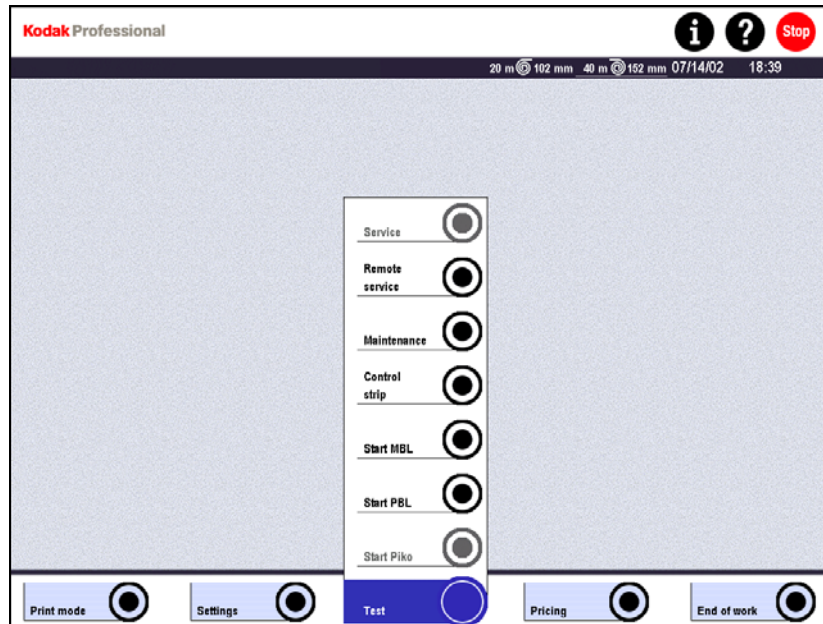 Kodak Professional
i ? Stop
20 m 102 mm 40 m 152 mm 07/14/02 18:39
Service
Remote
service
Maintenance
Control
strip
Start MBL
Start PBL
Start Piko
Print mode Settings Test Pricing End of work